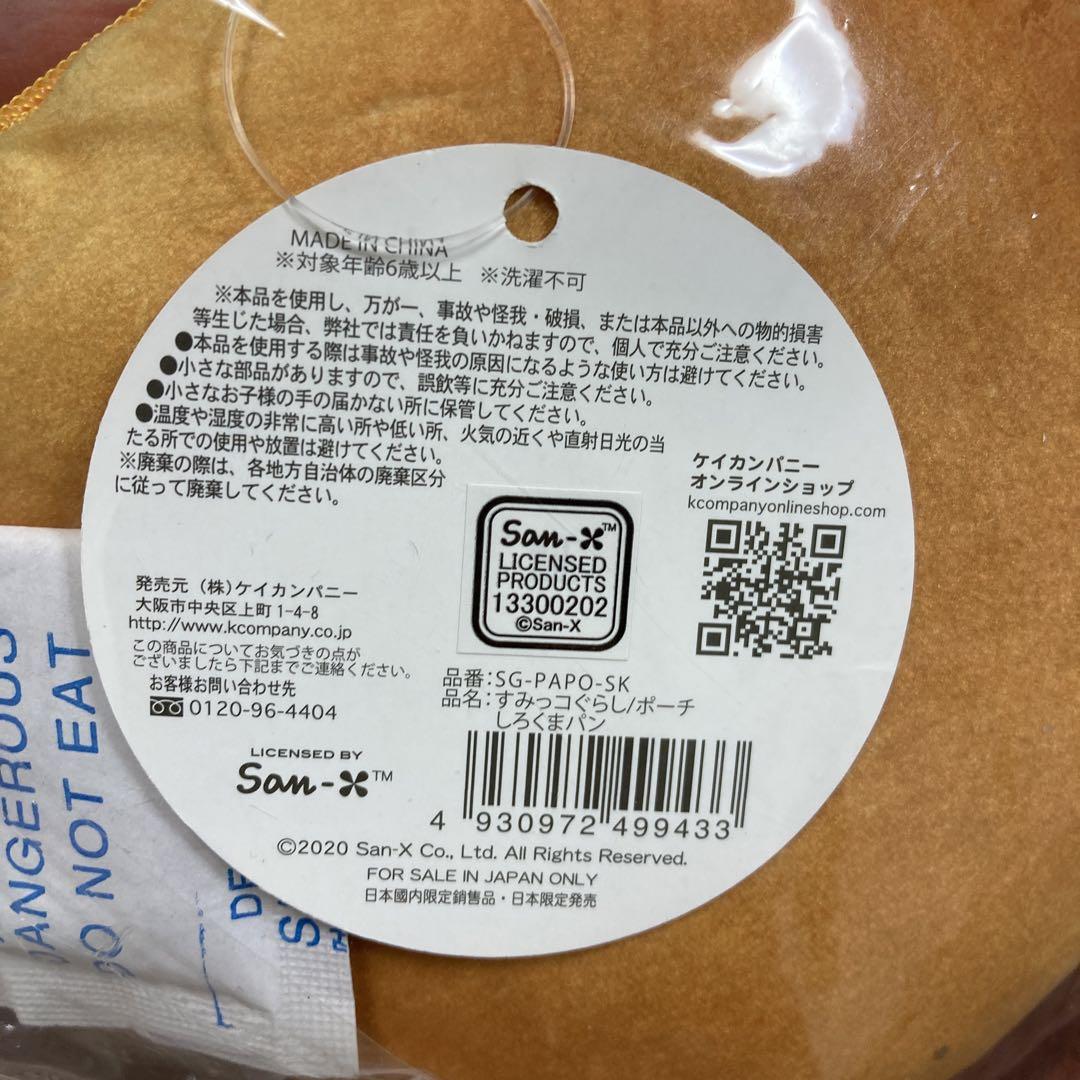 MADE IN CHINA
※対象年齢6歳以上 ※洗濯不可
※本品を使用し、万が一、事故や怪我・破損、または本品以外への物的損害
等生じた場合、弊社では責任を負いかねますので、個人で充分ご注意ください。
●本品を使用する際は事故や怪我の原因になるような使い方は避けてください。
●小さな部品がありますので、誤飲等に充分ご注意ください。
●小さなお子様の手の届かない所に保管してください。
●温度や湿度の非常に高い所や低い所、火気の近くや直射日光の当
たる所での使用や放置は避けてください。
※廃棄の際は、各地方自治体の廃棄区分
に従って廃棄してください。
ケイカンパニー
オンラインショップ
kcompanyonlineshop.com
San-X™
LICENSED
PRODUCTS
13300202
©San-X
発売元 (株)ケイカンパニー
大阪市中央区上町 1-4-8
http://www.kcompany.co.jp
この商品についてお気づきの点が
ございましたら下記までご連絡ください。
お客様お問い合わせ先
0120-96-4404
品番:SG-PAPO-SK
品名:すみっコぐらし/ポーチ
しろくまパン
LICENSED BY
San-X™
4 930972 499433
©2020 San-X Co., Ltd. All Rights Reserved.
FOR SALE IN JAPAN ONLY
日本國内限定銷售品・日本限定発売
DANGEROUS
DO NOT EAT